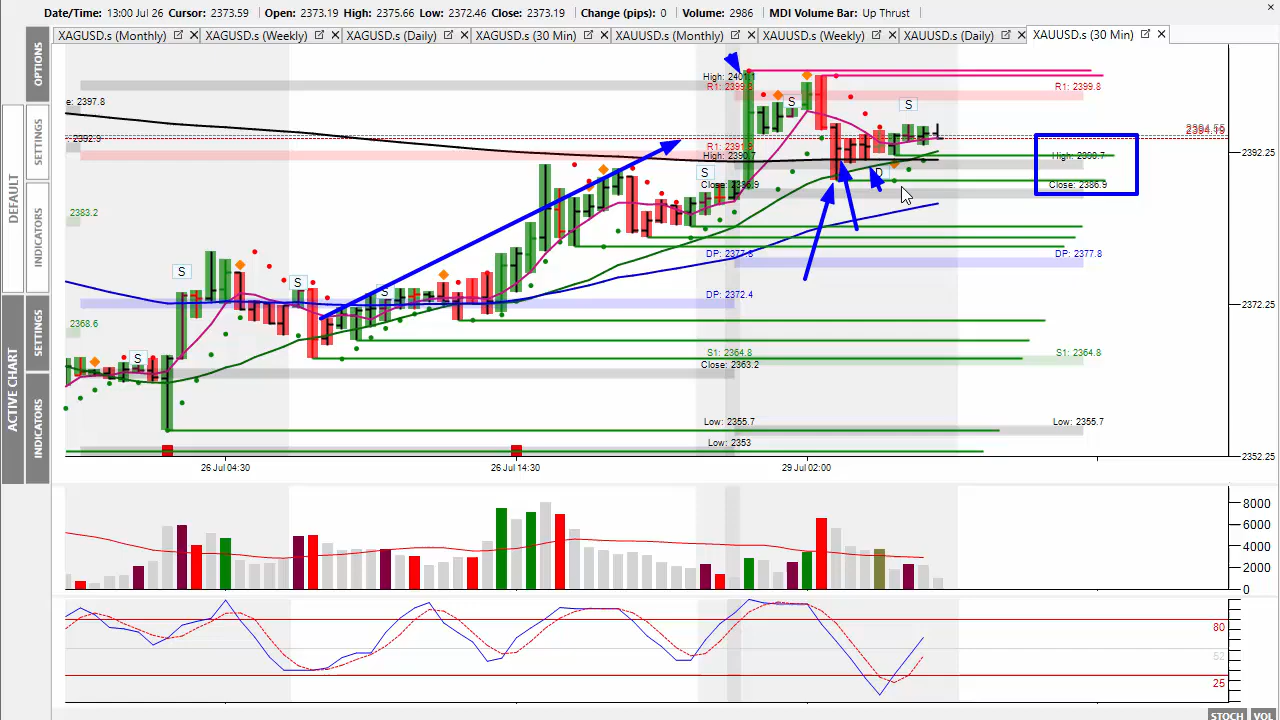 Date/Time: 13:00 Jul 26 Cursor: 2373.59 Open: 2373.19 High: 2375.66 Low: 2372.46 Close: 2373.19 Change (pips): 0 Volume: 2986 MDI Volume Bar: Up Thrust
XAGUSD.s (Monthly) XAGUSD.s (Weekly) XAGUSD.s (Daily) XAGUSD.s (30 Min) XAUUSD.s (Monthly) XAUUSD.s (Weekly) XAUUSD.s (Daily) XAUUSD.s (30 Min)
OPTIONS
SETTINGS
INDICATORS
DEFAULT
SETTINGS
INDICATORS
ACTIVE CHART
High: 2401.1
R1: 2399.8 R1: 2399.8
e: 2397.8
S S
2392.9
2394.19
R1: 2391.8
High: 2390.7 High: 2390.7
2392.25
S D
Close: 2386.9 Close: 2386.9
2383.2
DP: 2377.8 DP: 2377.8
S S S
DP: 2372.4
2372.25
2368.6
S
S1: 2364.8 S1: 2364.8
Close: 2363.2
Low: 2355.7 Low: 2355.7
Low: 2353
2352.25
26 Jul 04:30 26 Jul 14:30 29 Jul 02:00
8000
6000
4000
2000
0
80
52
25
STOCH VOL